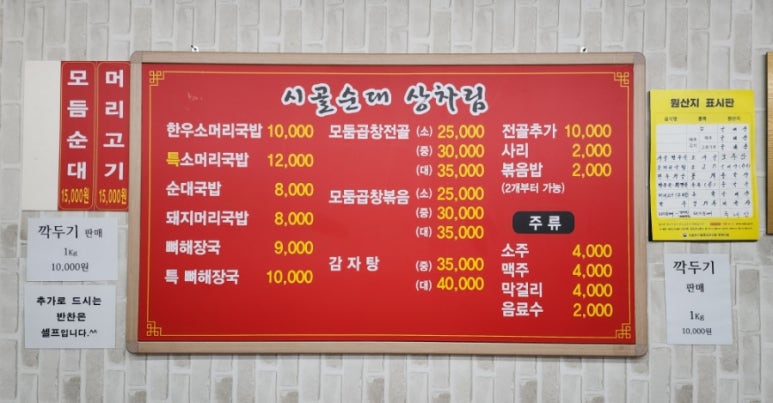 모듬순대
15,000원
머리고기
15,000원
깍두기 판매
1Kg
10,000원
추가로 드시는
반찬은
셀프입니다.^^
시골순대 상차림
한우소머리국밥 10,000
특소머리국밥 12,000
순대국밥 8,000
돼지머리국밥 8,000
뼈해장국 9,000
특 뼈해장국 10,000
모둠곱창전골 (소) 25,000
(중) 30,000
(대) 35,000
모둠곱창볶음 (소) 25,000
(중) 30,000
(대) 35,000
감자탕 (중) 35,000
(대) 40,000
전골추가 10,000
사리 2,000
볶음밥 2,000
(2개부터 가능)
주류
소주 4,000
맥주 4,000
막걸리 4,000
음료수 2,000
원산지 표시판
깍두기
판매
1Kg
10,000원